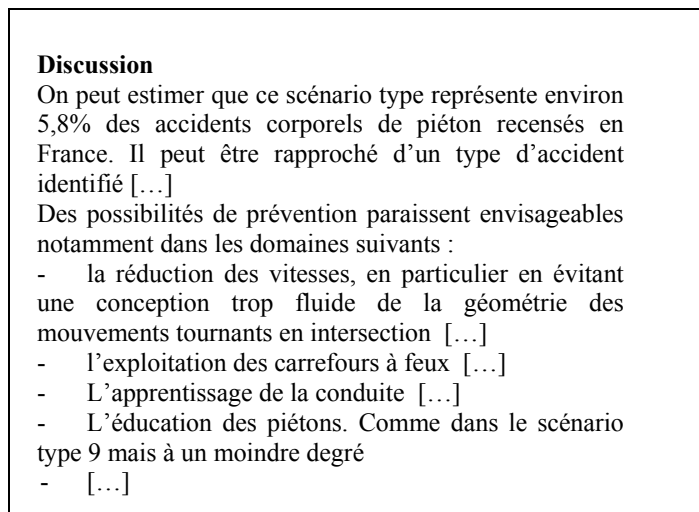 Discussion
On peut estimer que ce scénario type représente environ
5,8% des accidents corporels de piéton recensés en
France. Il peut être rapproché d’un type d’accident
identifié […]
Des possibilités de prévention paraissent envisageables
notamment dans les domaines suivants :
- la réduction des vitesses, en particulier en évitant
une conception trop fluide de la géométrie des
mouvements tournants en intersection […]
- l’exploitation des carrefours à feux […]
- L’apprentissage de la conduite […]
- L’éducation des piétons. Comme dans le scénario
type 9 mais à un moindre degré
- […]